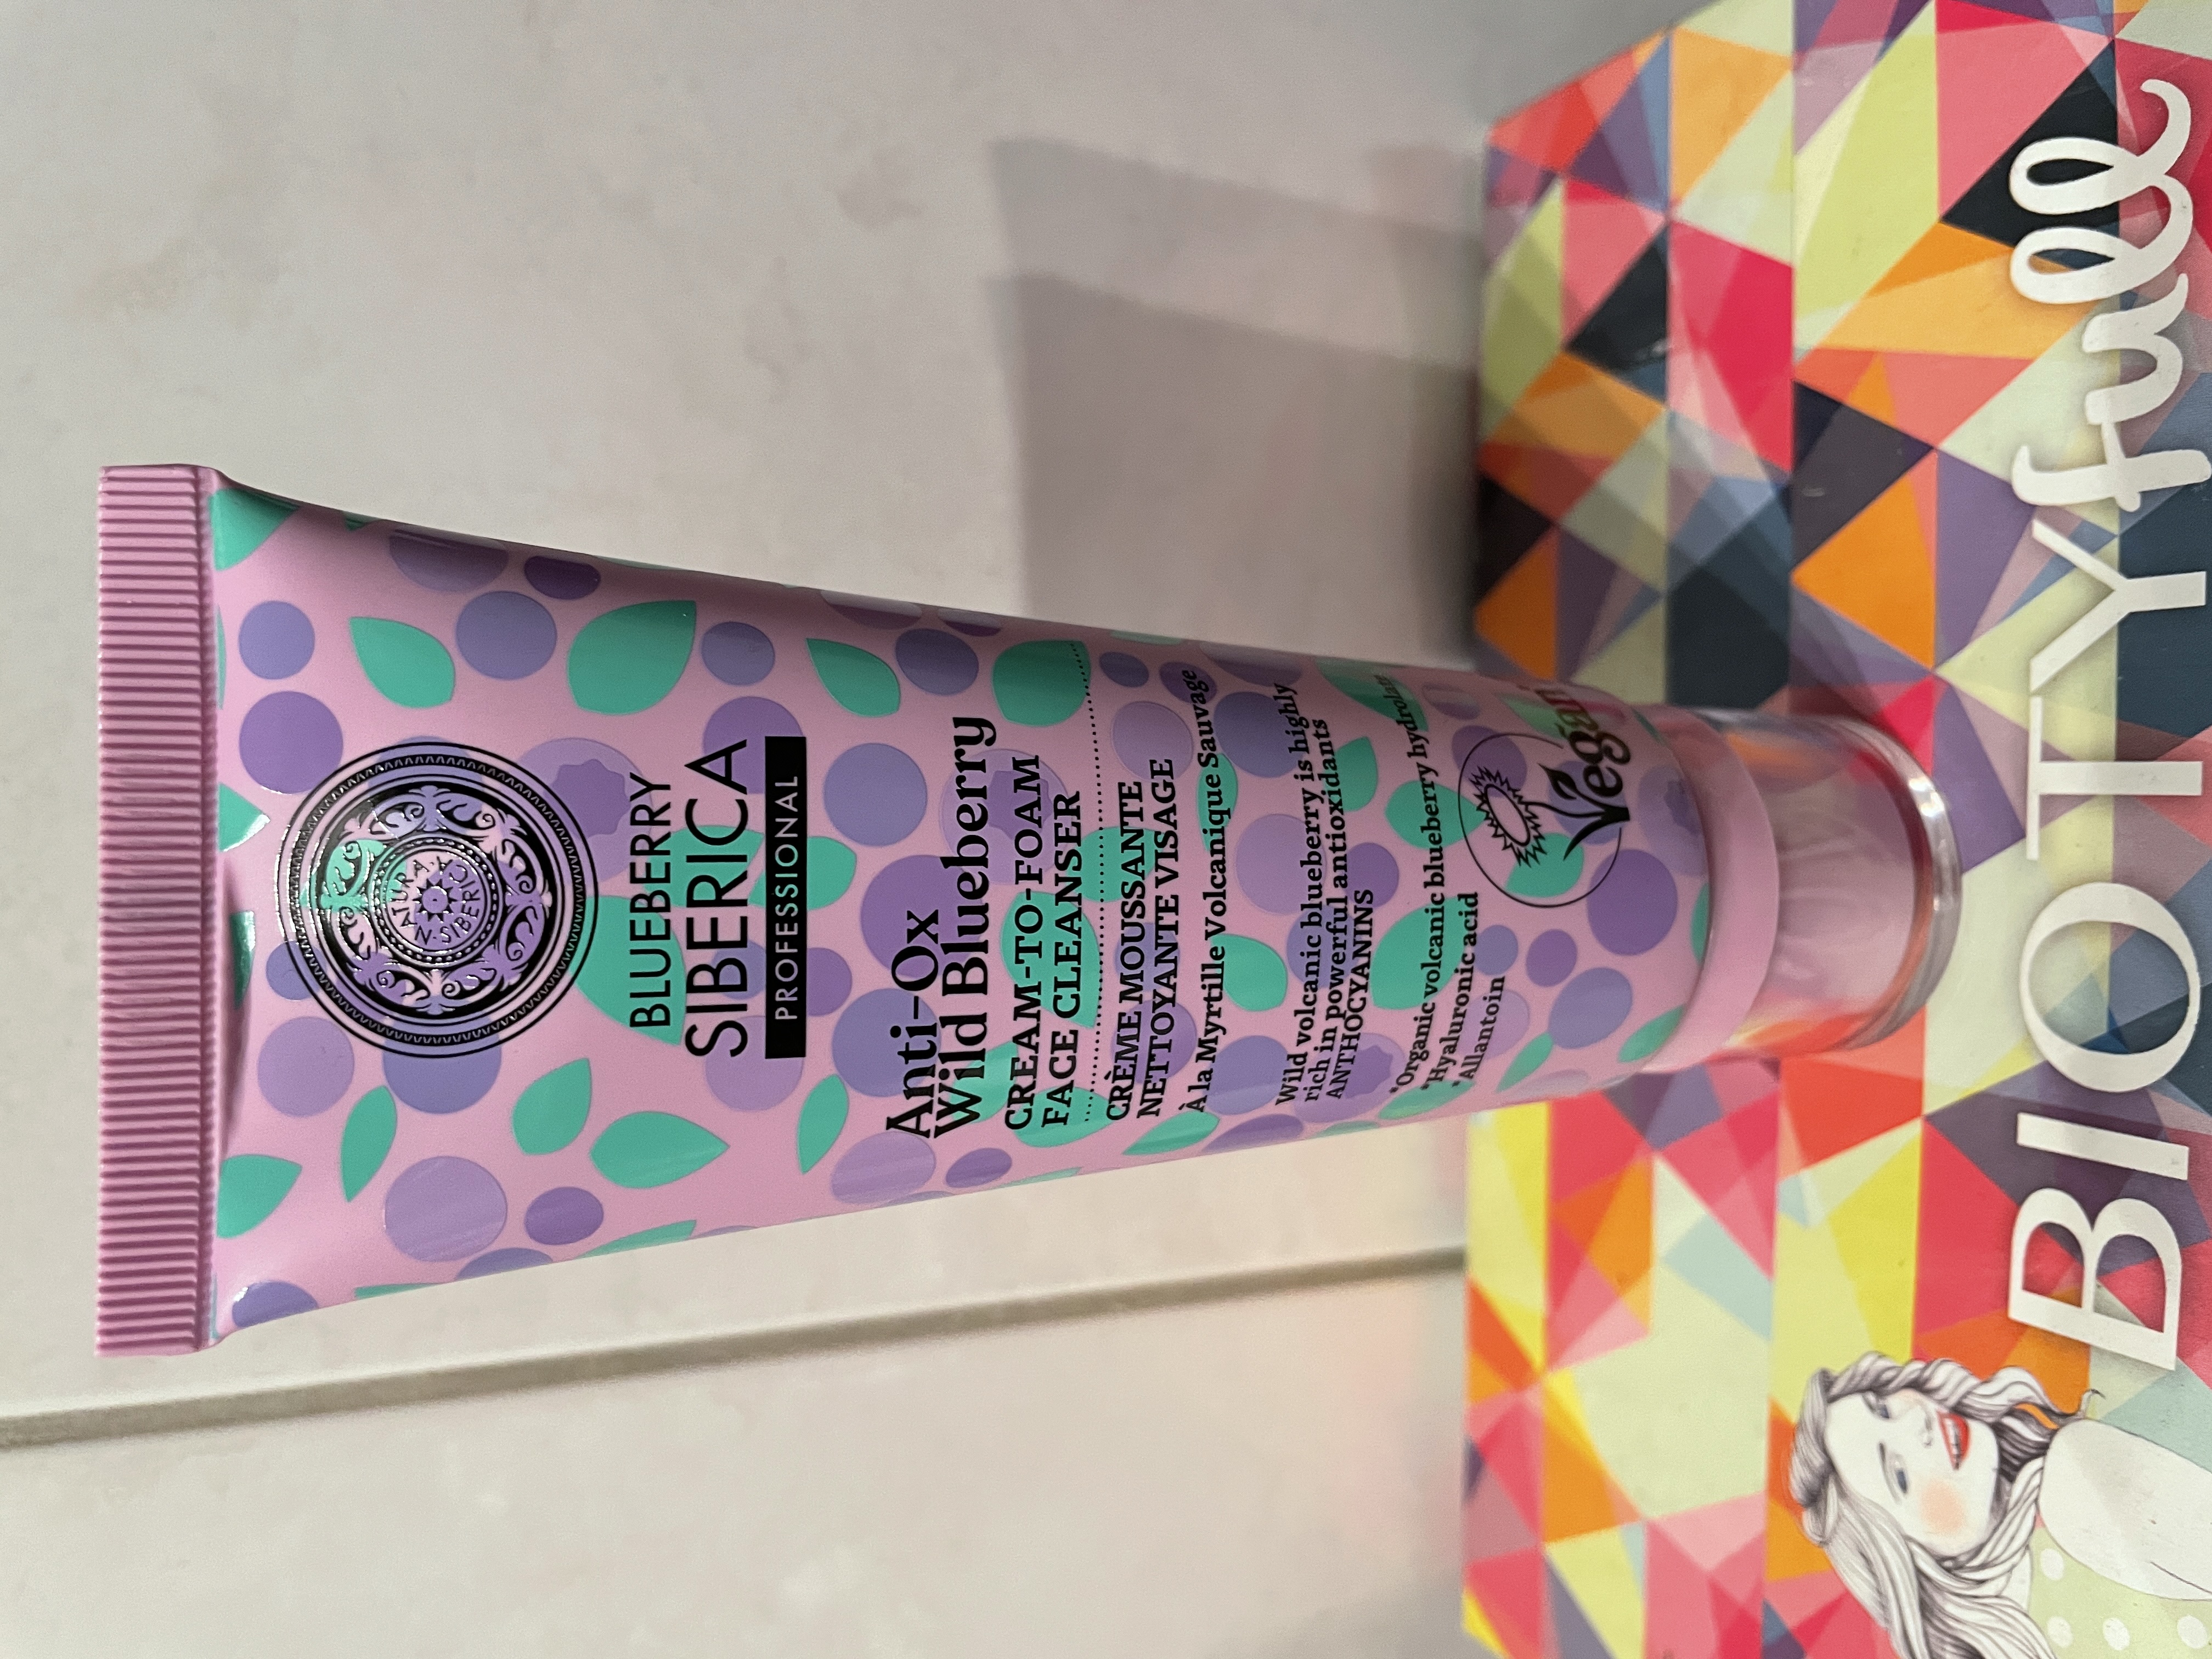 NATURA SIBERICA
BLUEBERRY
SIBERICA
PROFESSIONAL
Anti-Ox
Wild Blueberry
CREAM-TO-FOAM
FACE CLEANSER
CRÈME MOUSSANTE
NETTOYANTE VISAGE
À la Myrtille Volcanique Sauvage
Wild volcanic blueberry is highly
rich in powerful antioxidants
ANTHOCYANINS
*Organic volcanic blueberry hydrolate
*Hyaluronic acid
*Allantoin
Vegan
BIOTYfull